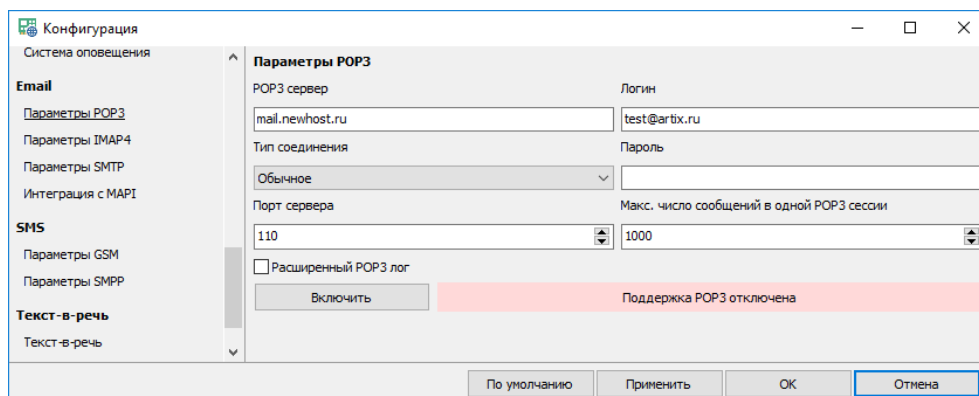 Конфигурация
Система оповещения
Email
Параметры POP3
Параметры IMAP4
Параметры SMTP
Интеграция с MAPI
SMS
Параметры GSM
Параметры SMPP
Текст-в-речь
Текст-в-речь
Параметры POP3
POP3 сервер
Логин
mail.newhost.ru
test@artix.ru
Тип соединения
Пароль
Обычное
Порт сервера
Макс. число сообщений в одной POP3 сессии
110
1000
Расширенный POP3 лог
Включить
Поддержка POP3 отключена
По умолчанию
Применить
OK
Отмена